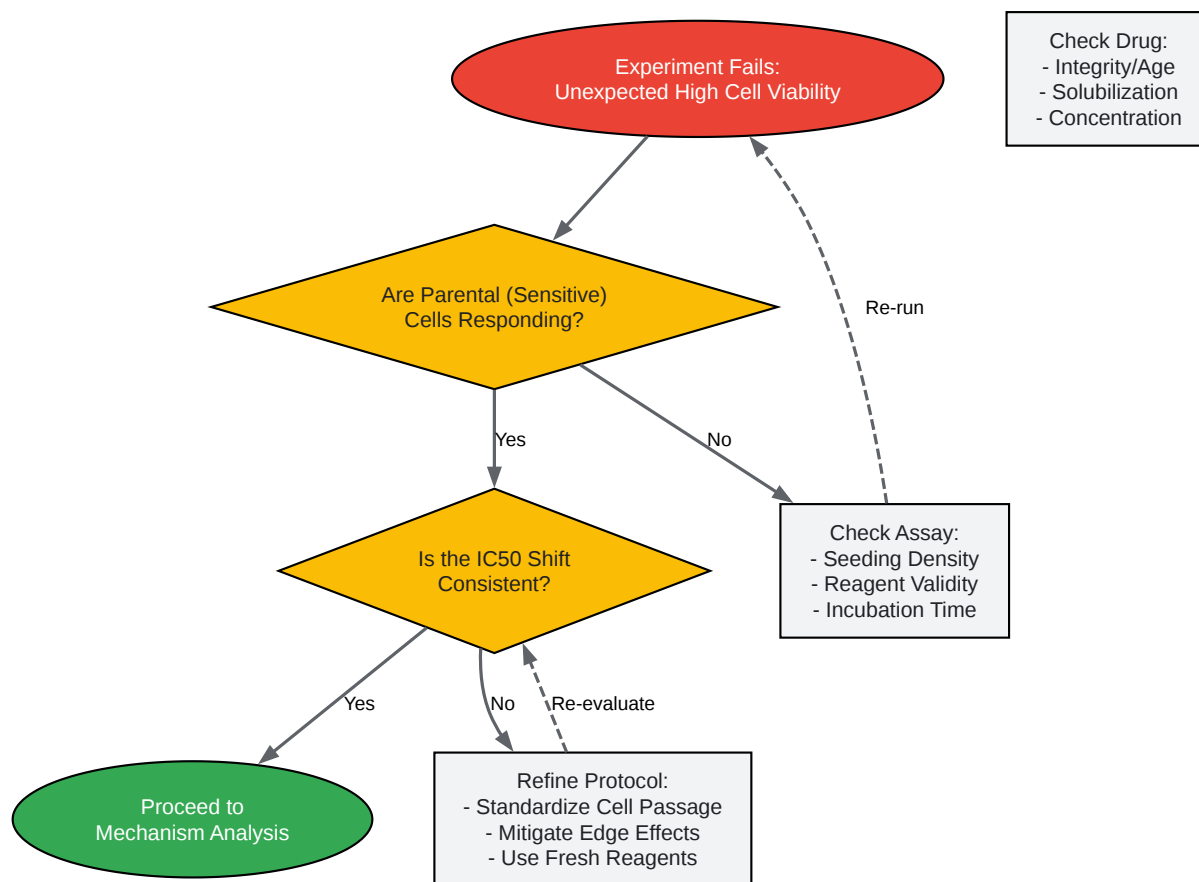 Experiment Fails:
Unexpected High Cell Viability
Check Drug:
- Integrity/Age
- Solubilization
- Concentration
Re-run
Are Parental (Sensitive)
Cells Responding?
Yes
No
Is the IC50 Shift
Consistent?
Check Assay:
- Seeding Density
- Reagent Validity
- Incubation Time
Yes
No
Re-evaluate
Proceed to
Mechanism Analysis
Refine Protocol:
- Standardize Cell Passage
- Mitigate Edge Effects
- Use Fresh Reagents